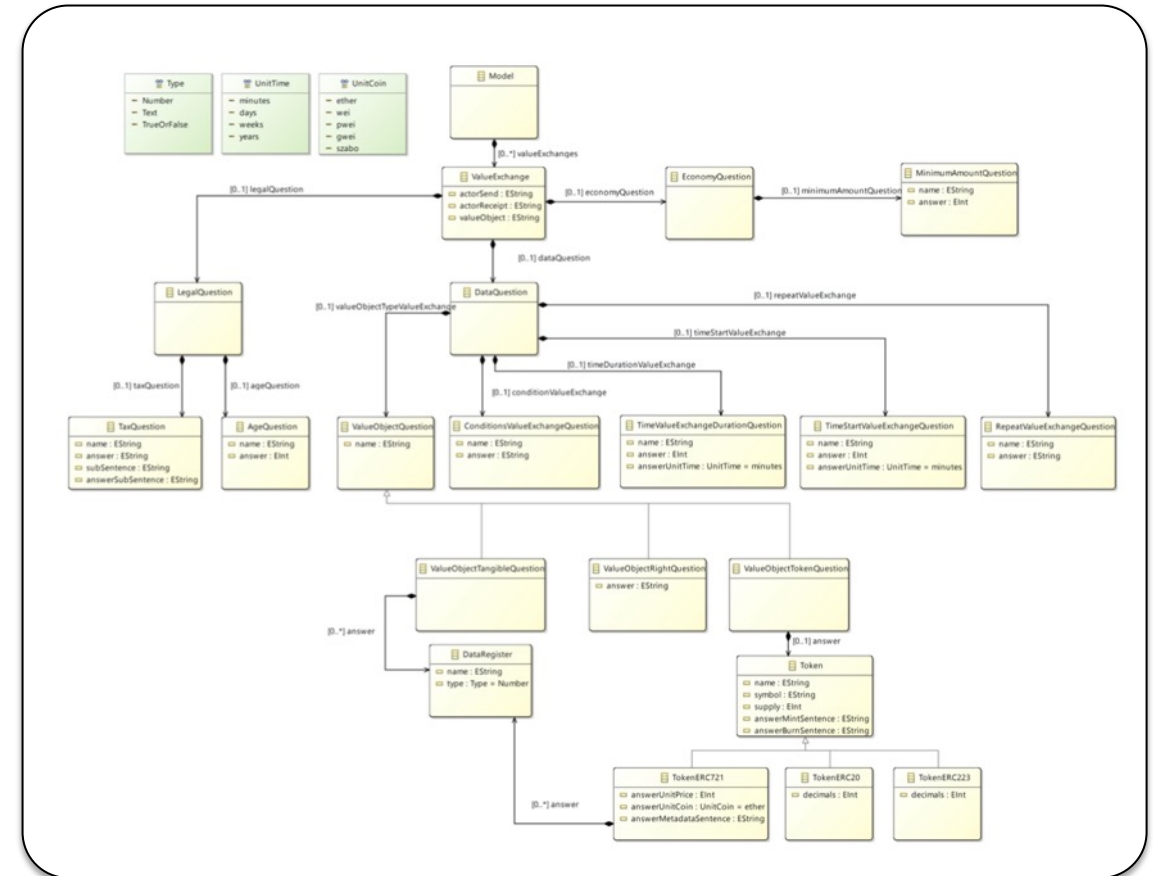 Type
Number
Text
TrueOrFalse
UnitTime
minutes
days
weeks
years
UnitCoin
ether
wei
pwei
gwei
szabo
Model
[0..*] valueExchanges
ValueExchange
actorSend : EString
actorReceipt : EString
valueObject : EString
[0..1] legalQuestion
[0..1] economyQuestion
EconomyQuestion
[0..1] minimumAmountQuestion
MinimumAmountQuestion
name : EString
answer : EInt
[0..1] dataQuestion
LegalQuestion
[0..1] valueObjectTypeValueExchange
DataQuestion
[0..1] repeatValueExchange
[0..1] timeStartValueExchange
[0..1] timeDurationValueExchange
[0..1] conditionValueExchange
[0..1] taxQuestion
[0..1] ageQuestion
TaxQuestion
name : EString
answer : EString
subSentence : EString
answerSubSentence : EString
AgeQuestion
name : EString
answer : EInt
ValueObjectQuestion
name : EString
ConditionsValueExchangeQuestion
name : EString
answer : EString
TimeValueExchangeDurationQuestion
name : EString
answer : EInt
answerUnitTime : UnitTime = minutes
TimeStartValueExchangeQuestion
name : EString
answer : EInt
answerUnitTime : UnitTime = minutes
RepeatValueExchangeQuestion
name : EString
answer : EString
ValueObjectTangibleQuestion
ValueObjectRightQuestion
answer : EString
ValueObjectTokenQuestion
[0..*] answer
[0..1] answer
DataRegister
name : EString
type : Type = Number
Token
name : EString
symbol : EString
supply : EInt
answerMintSentence : EString
answerBurnSentence : EString
[0..*] answer
TokenERC721
answerUnitPrice : EInt
answerUnitCoin : UnitCoin = ether
answerMetadataSentence : EString
TokenERC20
decimals : EInt
TokenERC223
decimals : EInt